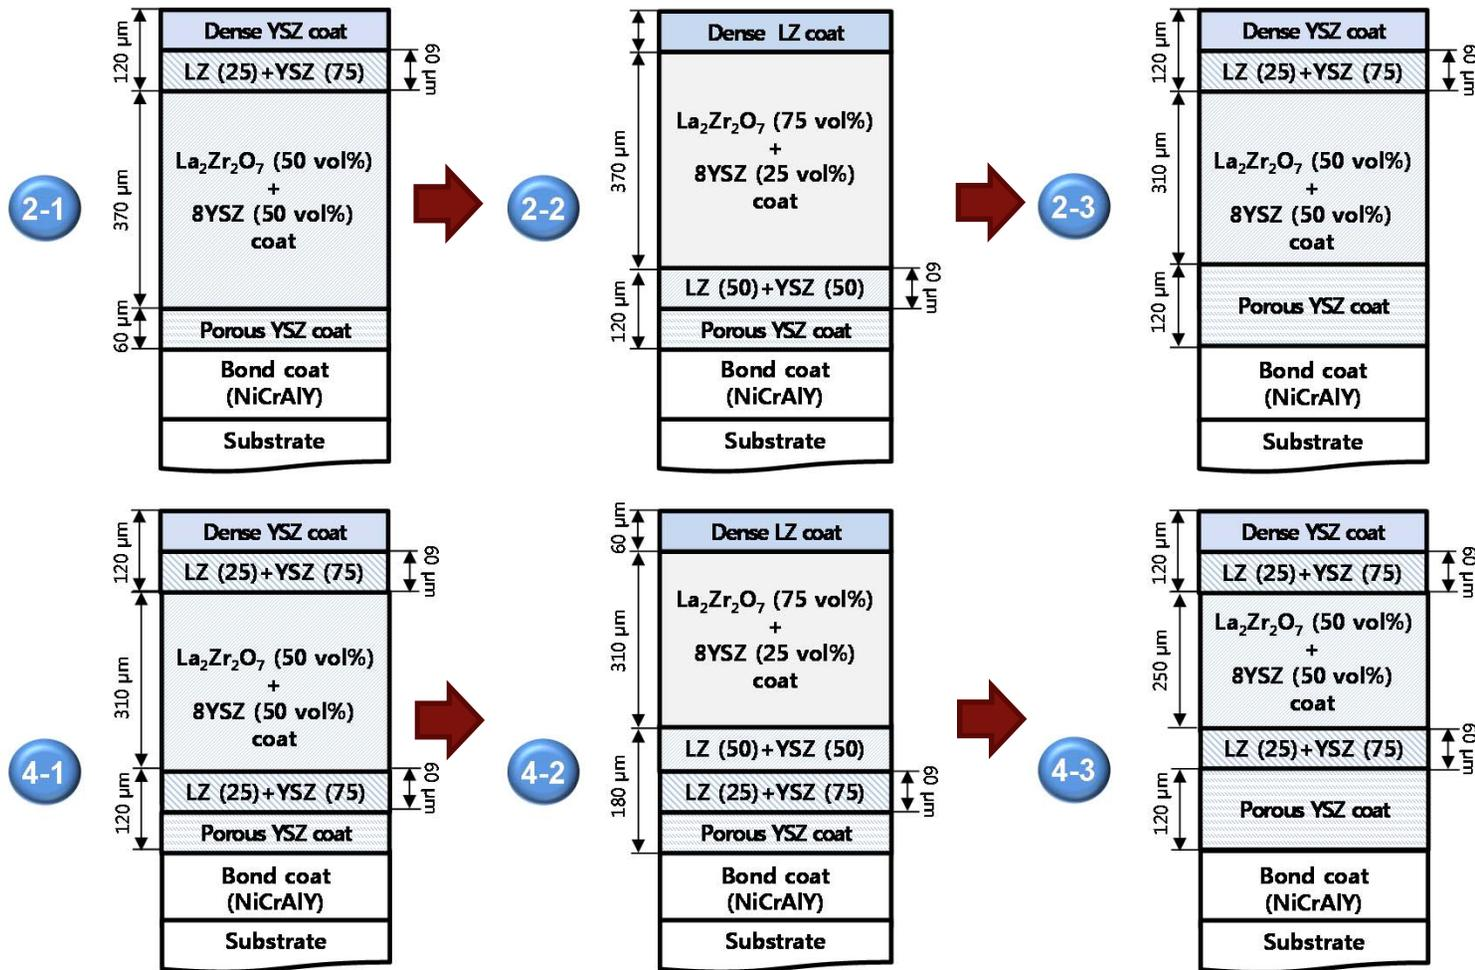 2-1
120 µm
370 µm
60 µm
60 µm
Dense YSZ coat
LZ (25)+YSZ (75)
La₂Zr₂O₇ (50 vol%)
+
8YSZ (50 vol%)
coat
Porous YSZ coat
Bond coat
(NiCrAlY)
Substrate
2-2
370 µm
120 µm
60 µm
Dense LZ coat
La₂Zr₂O₇ (75 vol%)
+
8YSZ (25 vol%)
coat
LZ (50)+YSZ (50)
Porous YSZ coat
Bond coat
(NiCrAlY)
Substrate
2-3
120 µm
310 µm
120 µm
60 µm
Dense YSZ coat
LZ (25)+YSZ (75)
La₂Zr₂O₇ (50 vol%)
+
8YSZ (50 vol%)
coat
Porous YSZ coat
Bond coat
(NiCrAlY)
Substrate
4-1
120 µm
310 µm
120 µm
60 µm
60 µm
Dense YSZ coat
LZ (25)+YSZ (75)
La₂Zr₂O₇ (50 vol%)
+
8YSZ (50 vol%)
coat
LZ (25)+YSZ (75)
Porous YSZ coat
Bond coat
(NiCrAlY)
Substrate
4-2
60 µm
310 µm
180 µm
60 µm
Dense LZ coat
La₂Zr₂O₇ (75 vol%)
+
8YSZ (25 vol%)
coat
LZ (50)+YSZ (50)
LZ (25)+YSZ (75)
Porous YSZ coat
Bond coat
(NiCrAlY)
Substrate
4-3
120 µm
250 µm
120 µm
60 µm
60 µm
Dense YSZ coat
LZ (25)+YSZ (75)
La₂Zr₂O₇ (50 vol%)
+
8YSZ (50 vol%)
coat
LZ (25)+YSZ (75)
Porous YSZ coat
Bond coat
(NiCrAlY)
Substrate